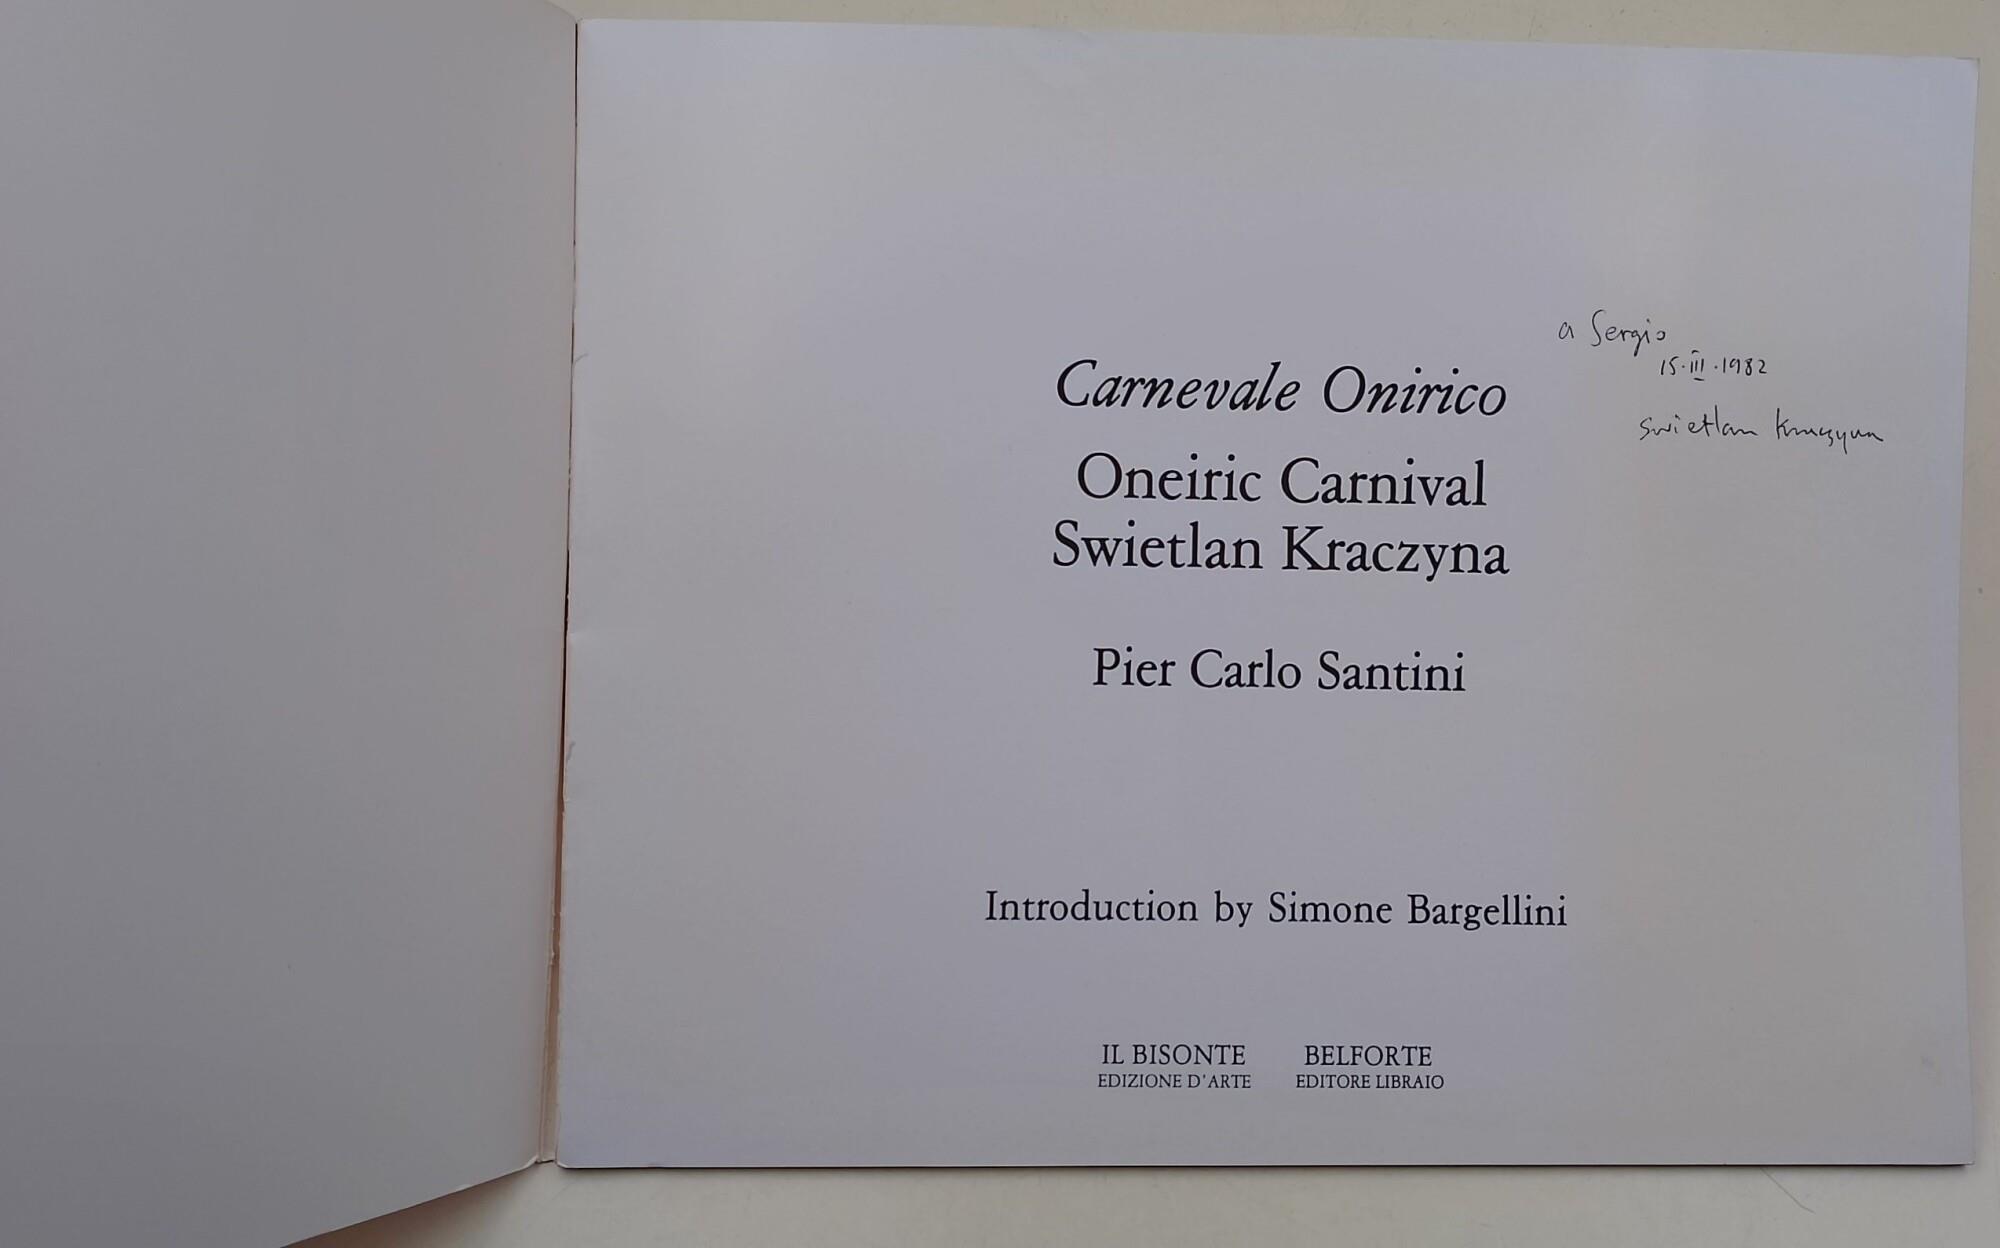 a Sergio
15.III.1982
Swietlan Kraczyna
Carnevale Onirico
Oneiric Carnival
Swietlan Kraczyna
Pier Carlo Santini
Introduction by Simone Bargellini
IL BISONTE
EDIZIONE D'ARTE
BELFORTE
EDITORE LIBRAIO